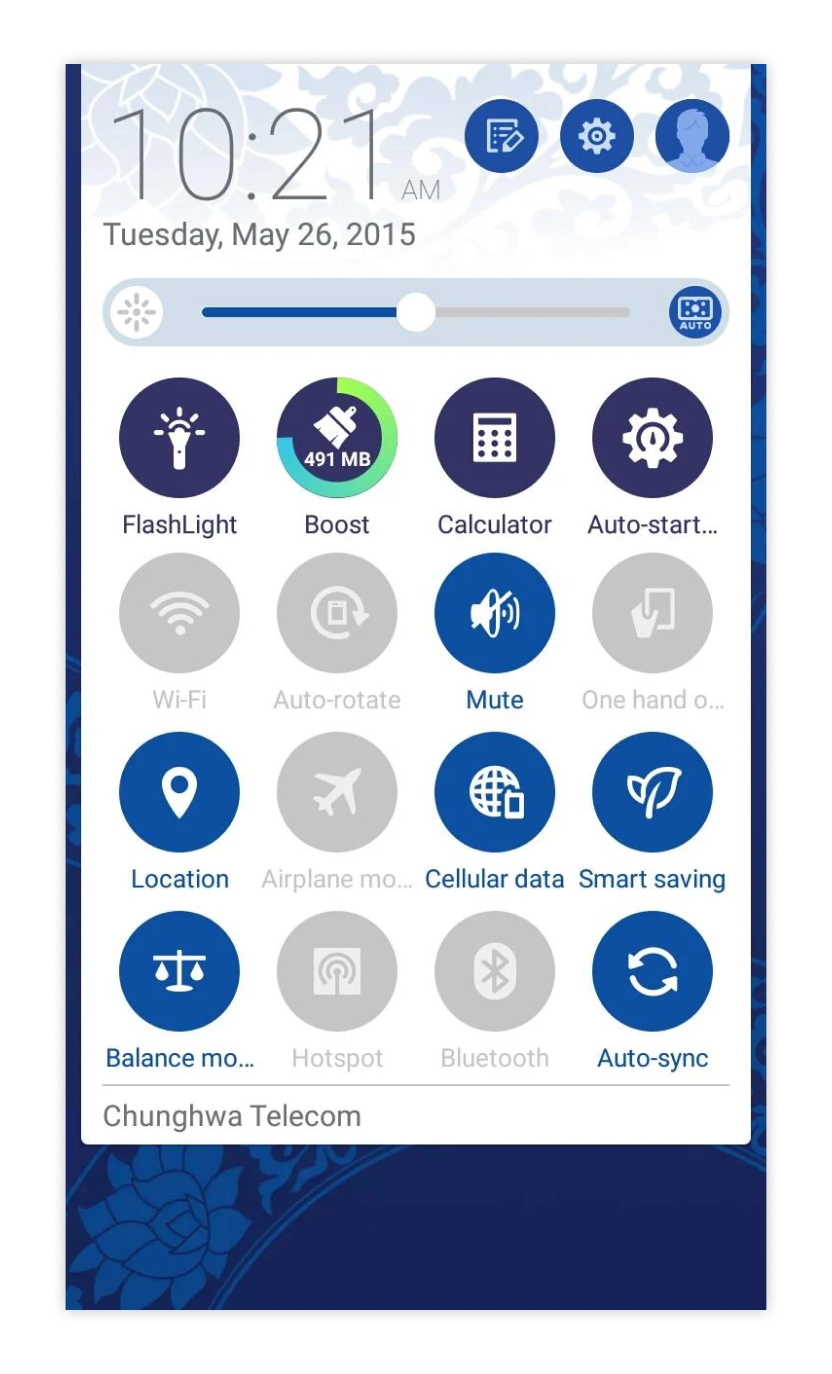 10:21 AM
Tuesday, May 26, 2015
AUTO
491 MB
FlashLight Boost Calculator Auto-start...
Wi-Fi Auto-rotate Mute One hand o...
Location Airplane mo... Cellular data Smart saving
Balance mo... Hotspot Bluetooth Auto-sync
Chunghwa Telecom